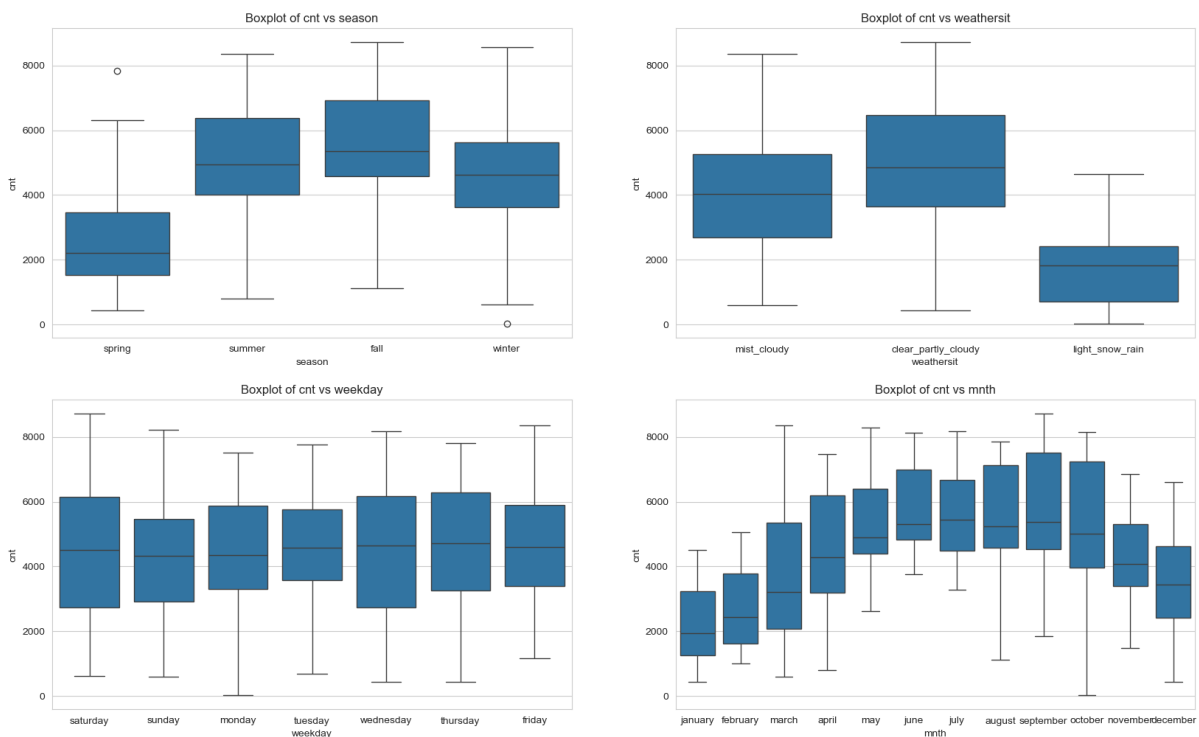 Boxplot of cnt vs season
cnt
8000
6000
4000
2000
0
spring summer fall winter
season
Boxplot of cnt vs weathersit
cnt
8000
6000
4000
2000
0
mist_cloudy clear_partly_cloudy light_snow_rain
weathersit
Boxplot of cnt vs weekday
cnt
8000
6000
4000
2000
0
saturday sunday monday tuesday wednesday thursday friday
weekday
Boxplot of cnt vs mnth
cnt
8000
6000
4000
2000
0
january february march april may june july august september october november december
mnth